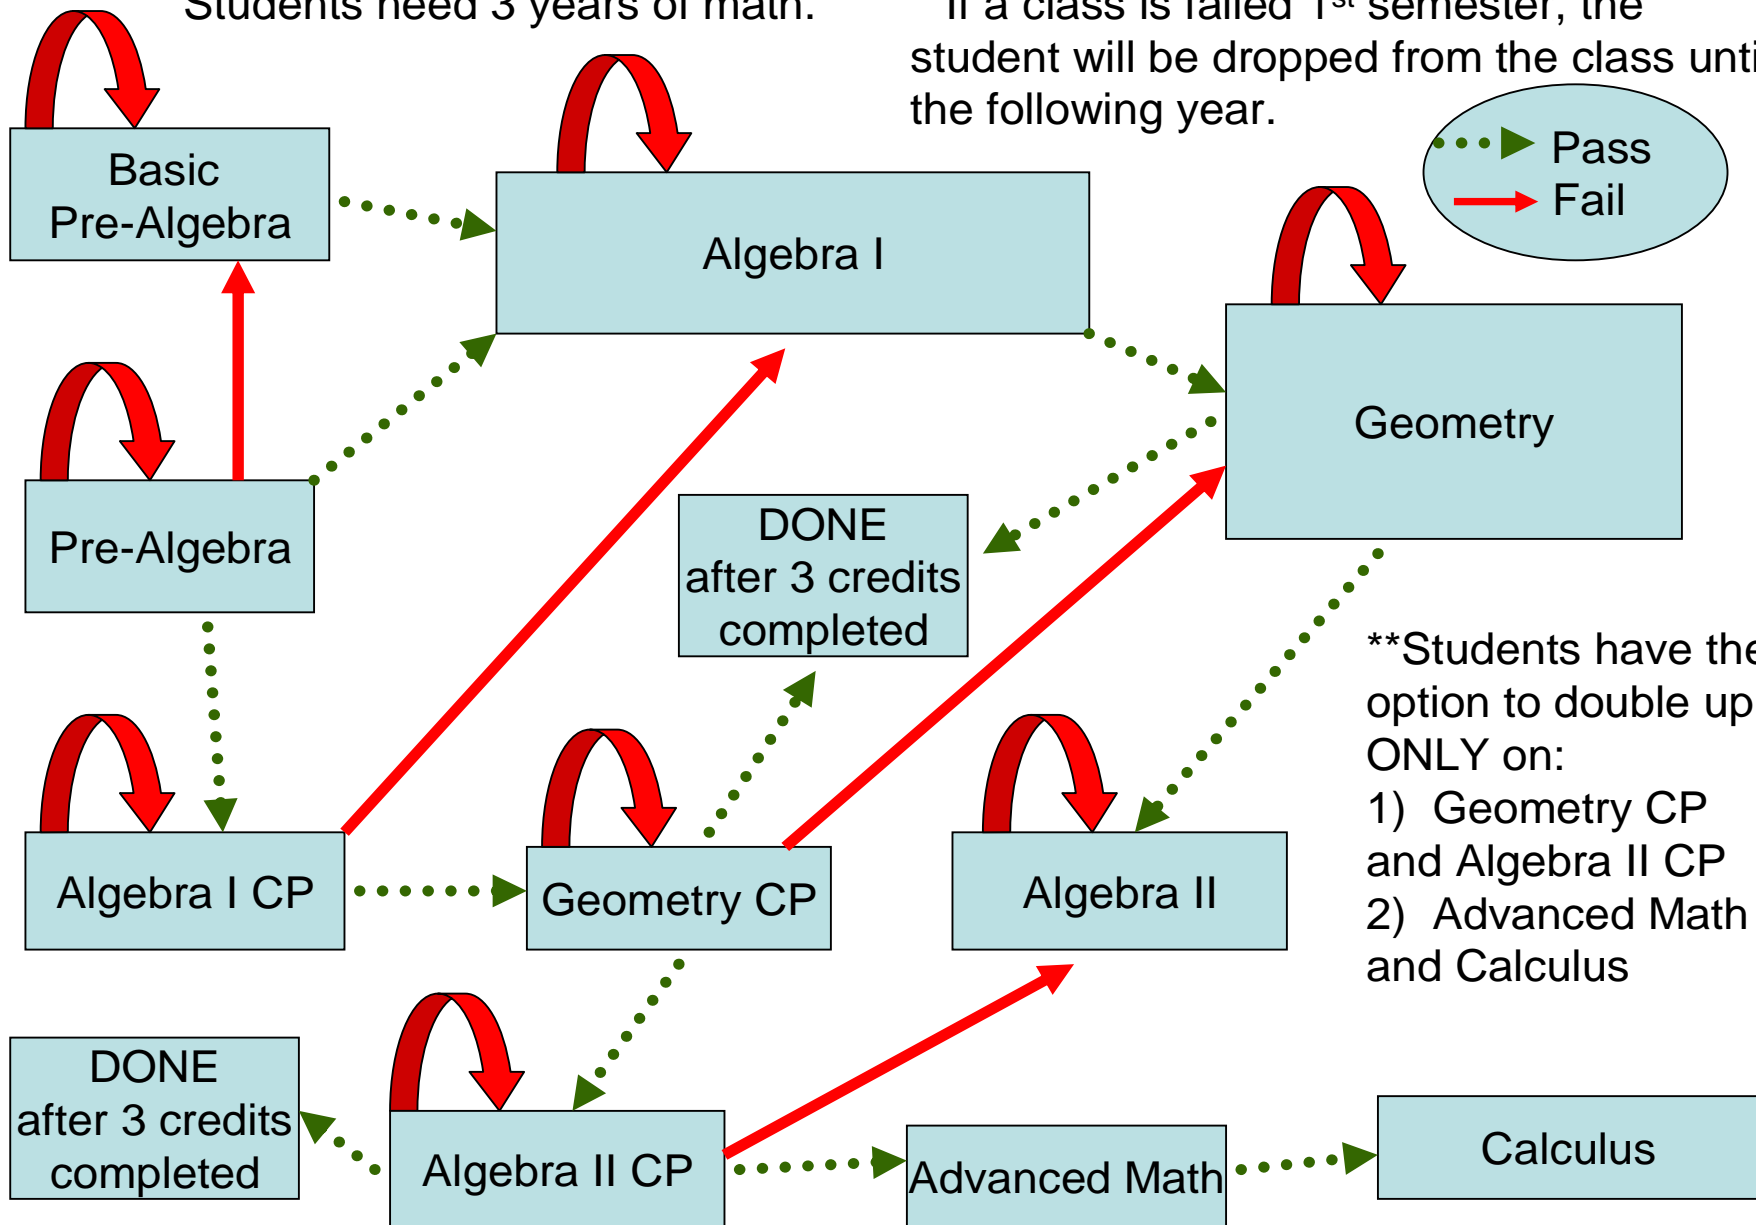 Students need 3 years of math.
If a class is failed 1st semester, the
student will be dropped from the class unti
the following year.
Pass
Fail
Basic
Pre-Algebra
Algebra I
Geometry
Pre-Algebra
DONE
after 3 credits
completed
**Students have the
option to double up
ONLY on:
1) Geometry CP
and Algebra II CP
2) Advanced Math
and Calculus
Algebra I CP
Geometry CP
Algebra II
DONE
after 3 credits
completed
Algebra II CP
Advanced Math
Calculus